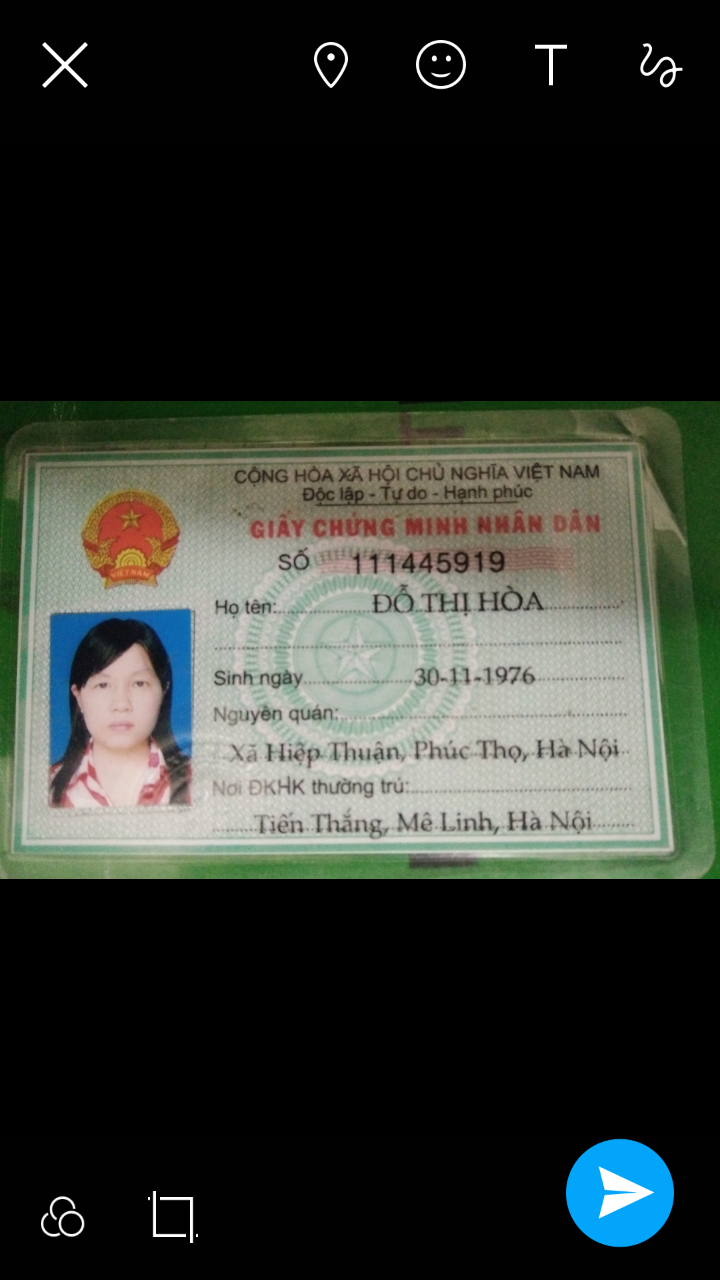 T
VIỆT NAM
CỘNG HÒA XÃ HỘI CHỦ NGHĨA VIỆT NAM
Độc lập - Tự do - Hạnh phúc
GIẤY CHỨNG MINH NHÂN DÂN
SỐ 111445919
Họ tên: ĐỖ THỊ HÒA
Sinh ngày 30-11-1976
Nguyên quán:
Xã Hiệp Thuận, Phúc Thọ, Hà Nội
Nơi ĐKHK thường trú:
Tiến Thắng, Mê Linh, Hà Nội